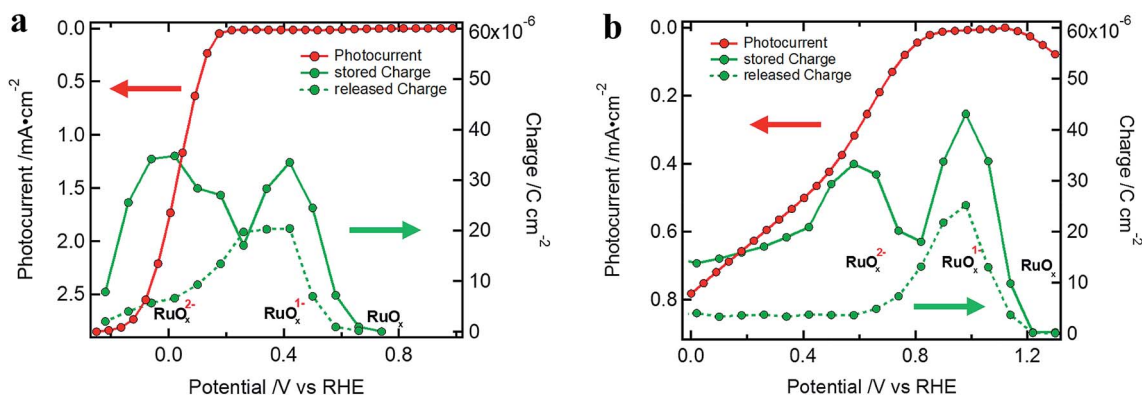 a
0.0
0.5
1.0
1.5
2.0
2.5
Photocurrent /mA•cm-2
Photocurrent
stored Charge
released Charge
60x10-6
50
40
30
20
10
0
Charge /C cm-2
RuOx2-
RuOx1-
RuOx
0.0 0.4 0.8
Potential /V vs RHE
b
0.0
0.2
0.4
0.6
0.8
Photocurrent /mA•cm-2
Photocurrent
stored Charge
released Charge
60x10-6
50
40
30
20
10
0
Charge /C cm-2
RuOx2-
RuOx1-
RuOx
0.0 0.4 0.8 1.2
Potential /V vs RHE